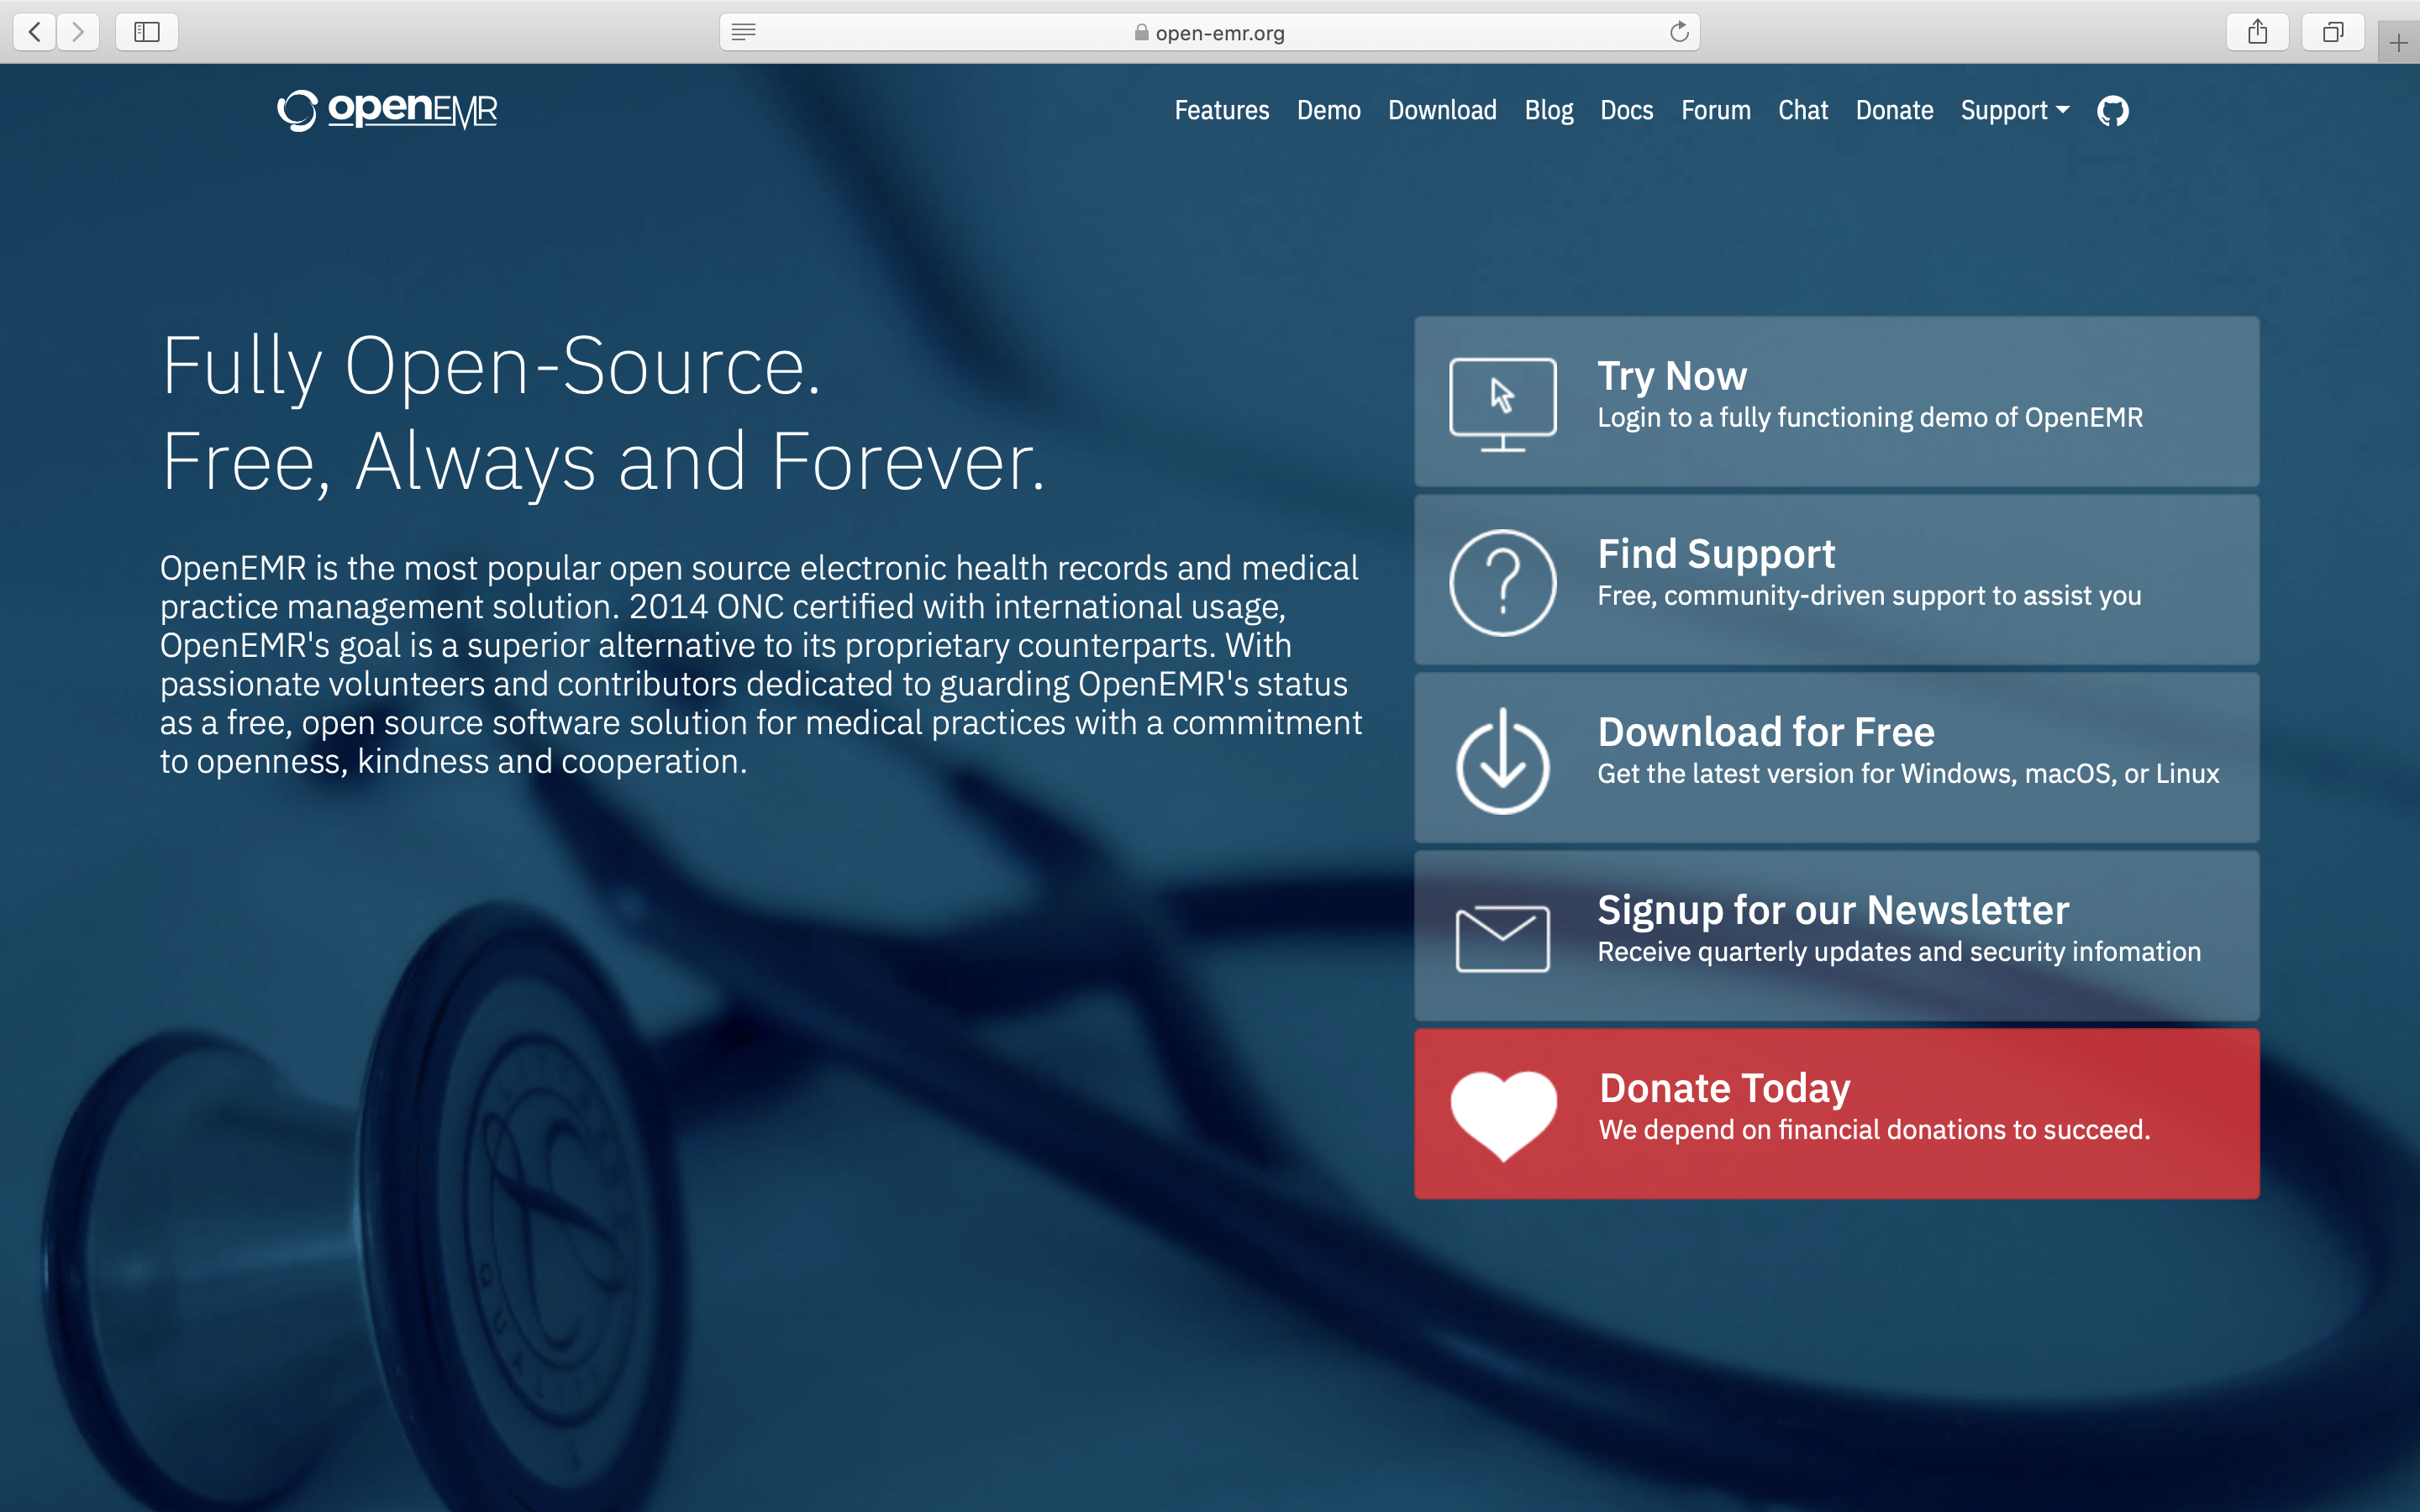 open-emr.org
openEMR
Features Demo Download Blog Docs Forum Chat Donate Support
Fully Open-Source.
Free, Always and Forever.
OpenEMR is the most popular open source electronic health records and medical
practice management solution. 2014 ONC certified with international usage,
OpenEMR's goal is a superior alternative to its proprietary counterparts. With
passionate volunteers and contributors dedicated to guarding OpenEMR's status
as a free, open source software solution for medical practices with a commitment
to openness, kindness and cooperation.
Try Now
Login to a fully functioning demo of OpenEMR
Find Support
Free, community-driven support to assist you
Download for Free
Get the latest version for Windows, macOS, or Linux
Signup for our Newsletter
Receive quarterly updates and security infomation
Donate Today
We depend on financial donations to succeed.
QUALITY